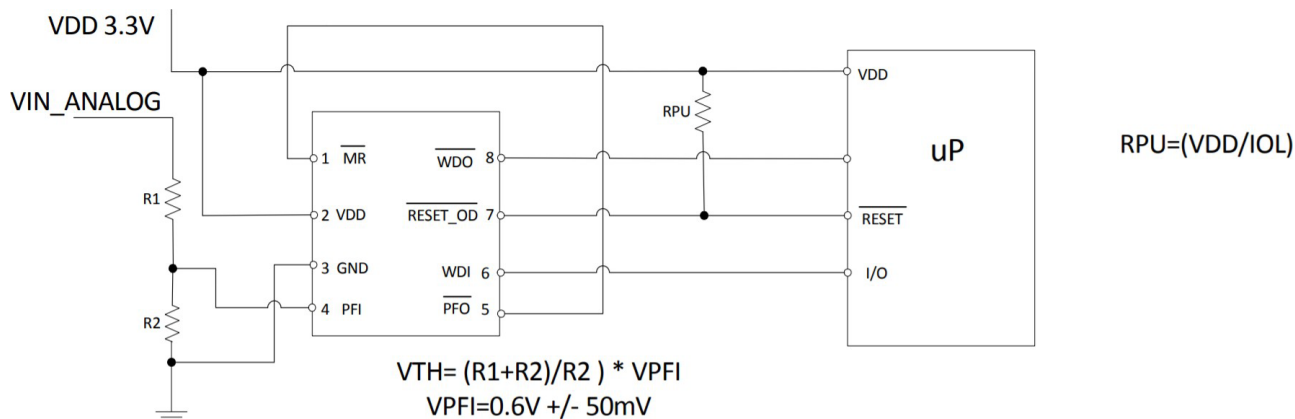 VDD 3.3V
VIN_ANALOG
R1
R2
1 MR
2 VDD
3 GND
4 PFI
WDO 8
RESET_OD 7
WDI 6
PFO 5
RPU
VDD
uP
RESET
I/O
RPU=(VDD/IOL)
VTH= (R1+R2)/R2 ) * VPFI
VPFI=0.6V +/- 50mV